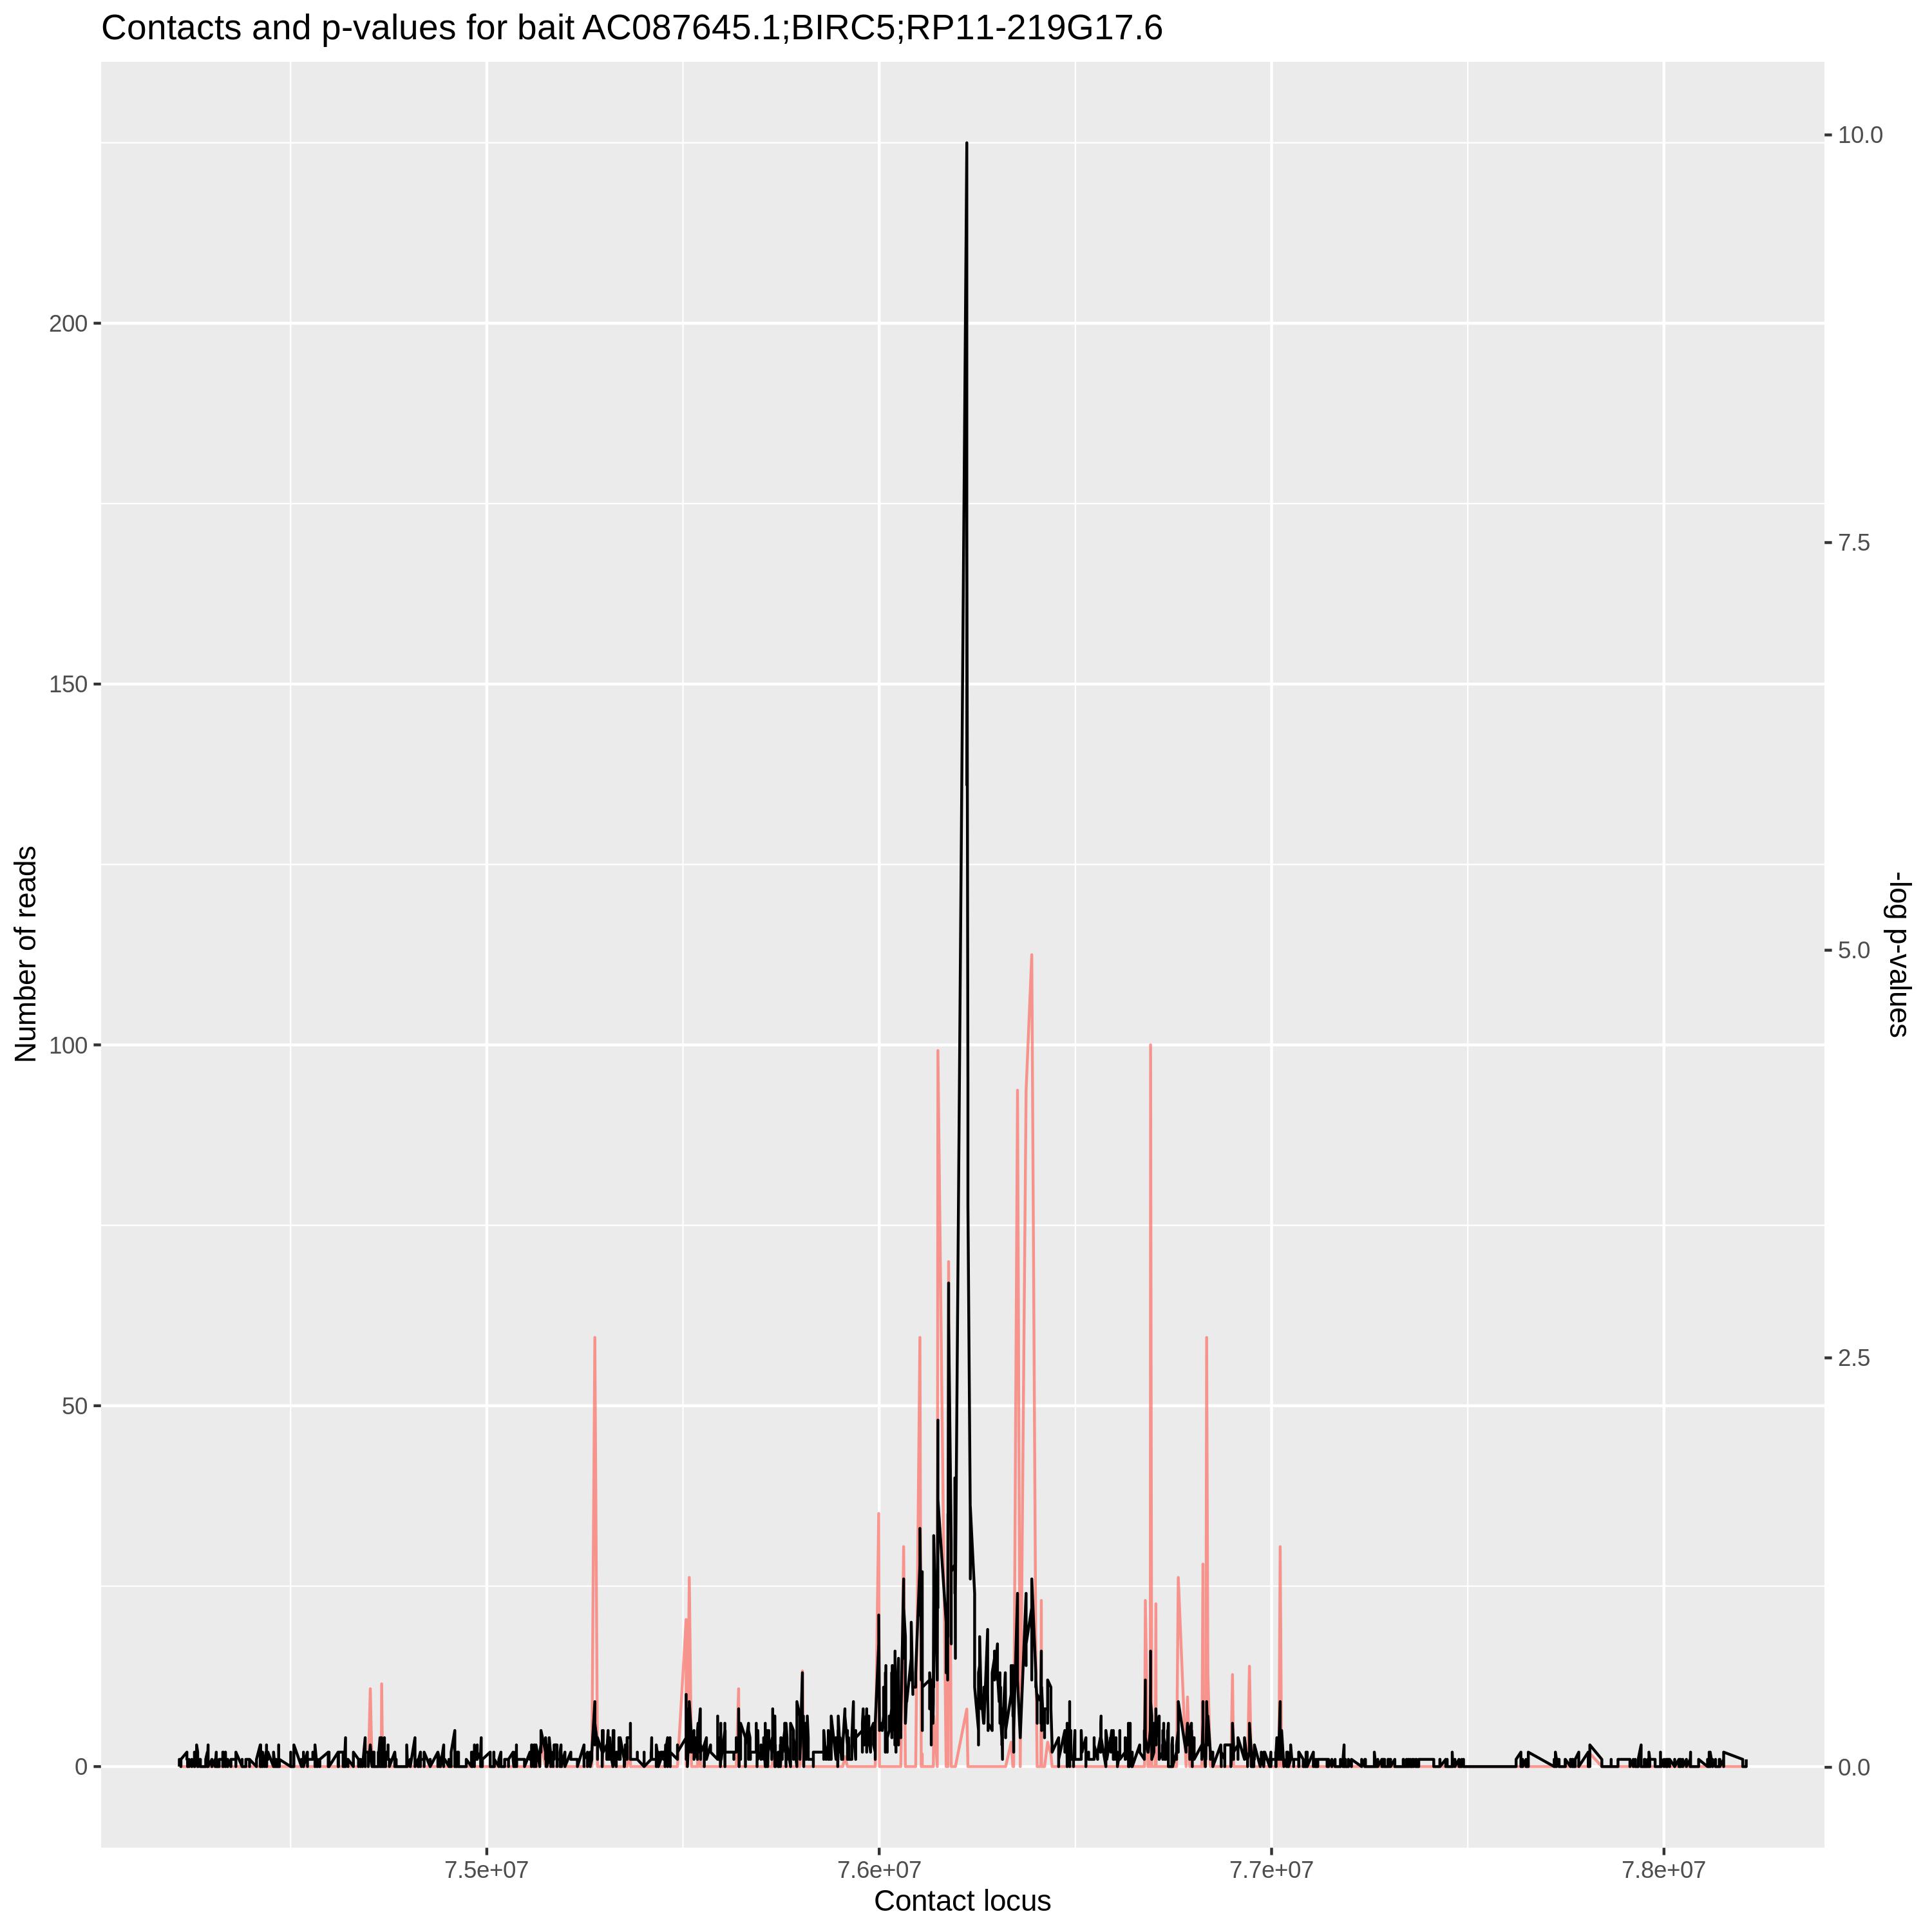 Contacts and p-values for bait AC087645.1;BIRC5;RP11-219G17.6
Number of reads
200
150
100
50
0
10.0
7.5
5.0
2.5
0.0
-log p-values
7.5e+07
7.6e+07
7.7e+07
7.8e+07
Contact locus